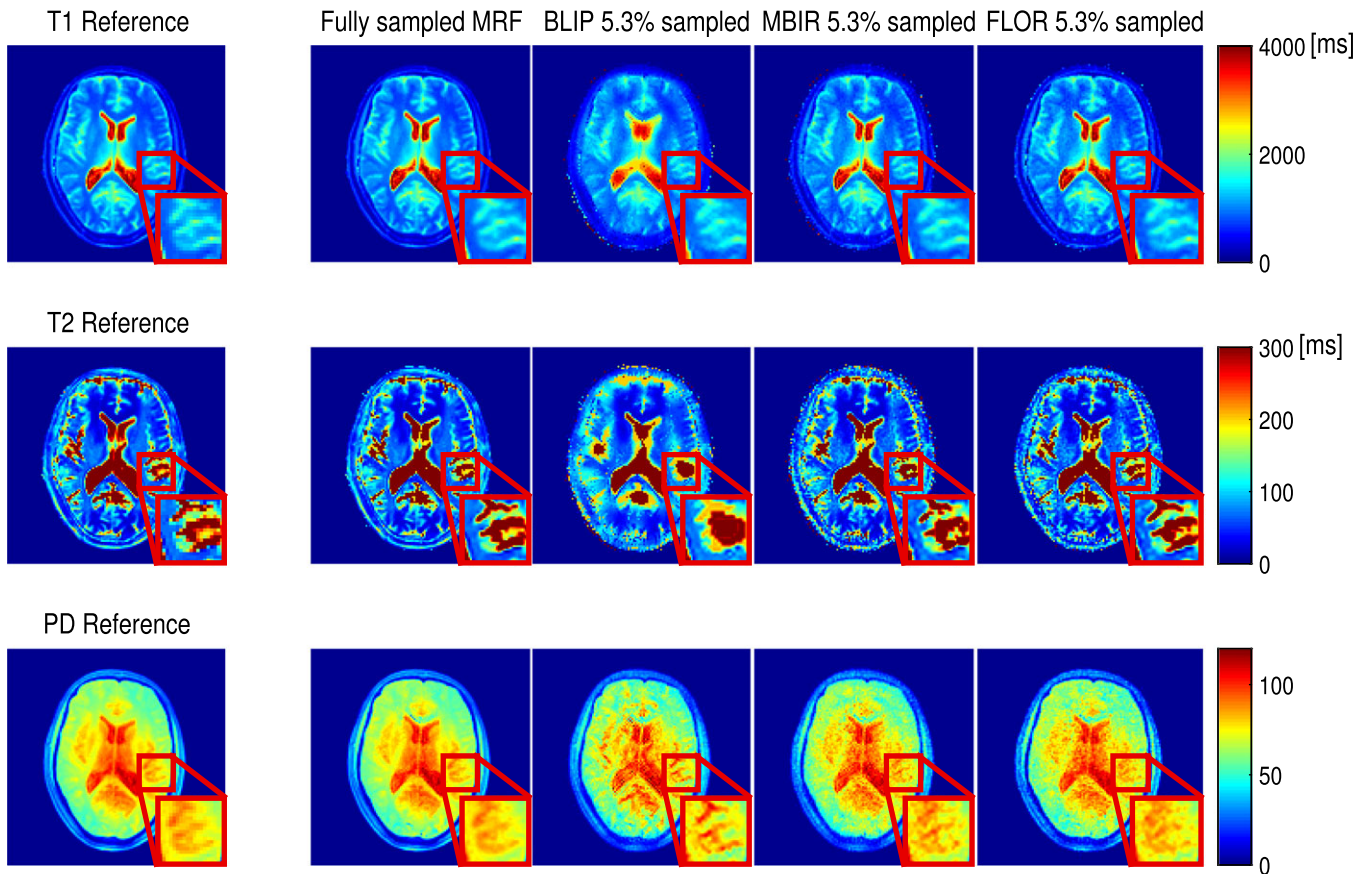 T1 Reference
Fully sampled MRF
BLIP 5.3% sampled
MBIR 5.3% sampled
FLOR 5.3% sampled
4000 [ms]
2000
0
T2 Reference
300 [ms]
200
100
0
PD Reference
100
50
0